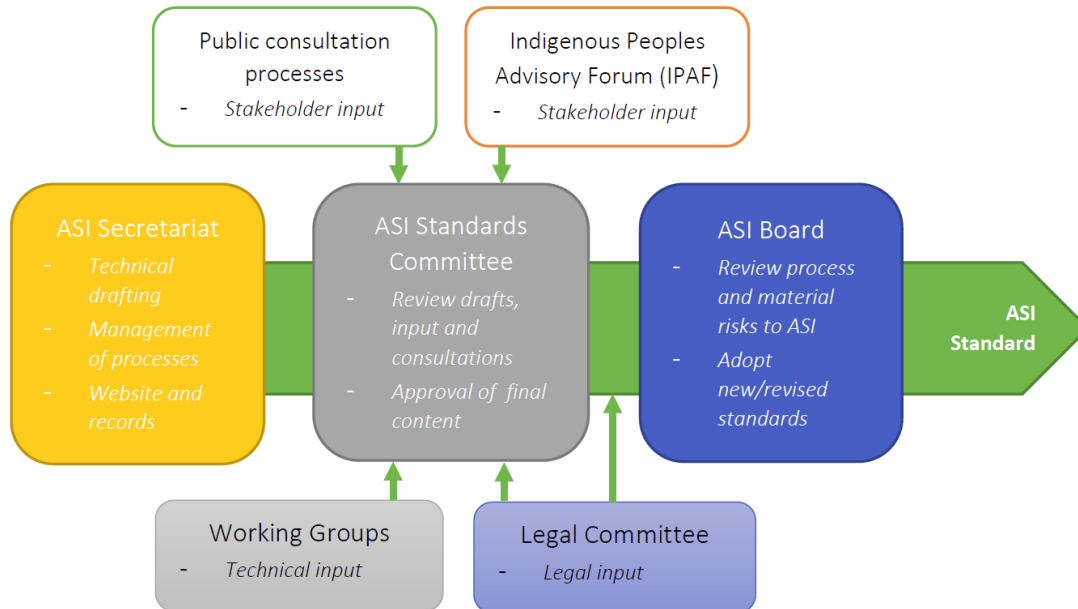 Public consultation
processes
- Stakeholder input
Indigenous Peoples
Advisory Forum (IPAF)
- Stakeholder input
ASI Secretariat
- Technical
drafting
- Management
of processes
- Website and
records
ASI Standards
Committee
- Review drafts,
input and
consultations
- Approval of final
content
ASI Board
- Review process
and material
risks to ASI
- Adopt
new/revised
standards
ASI
Standard
Working Groups
- Technical input
Legal Committee
- Legal input